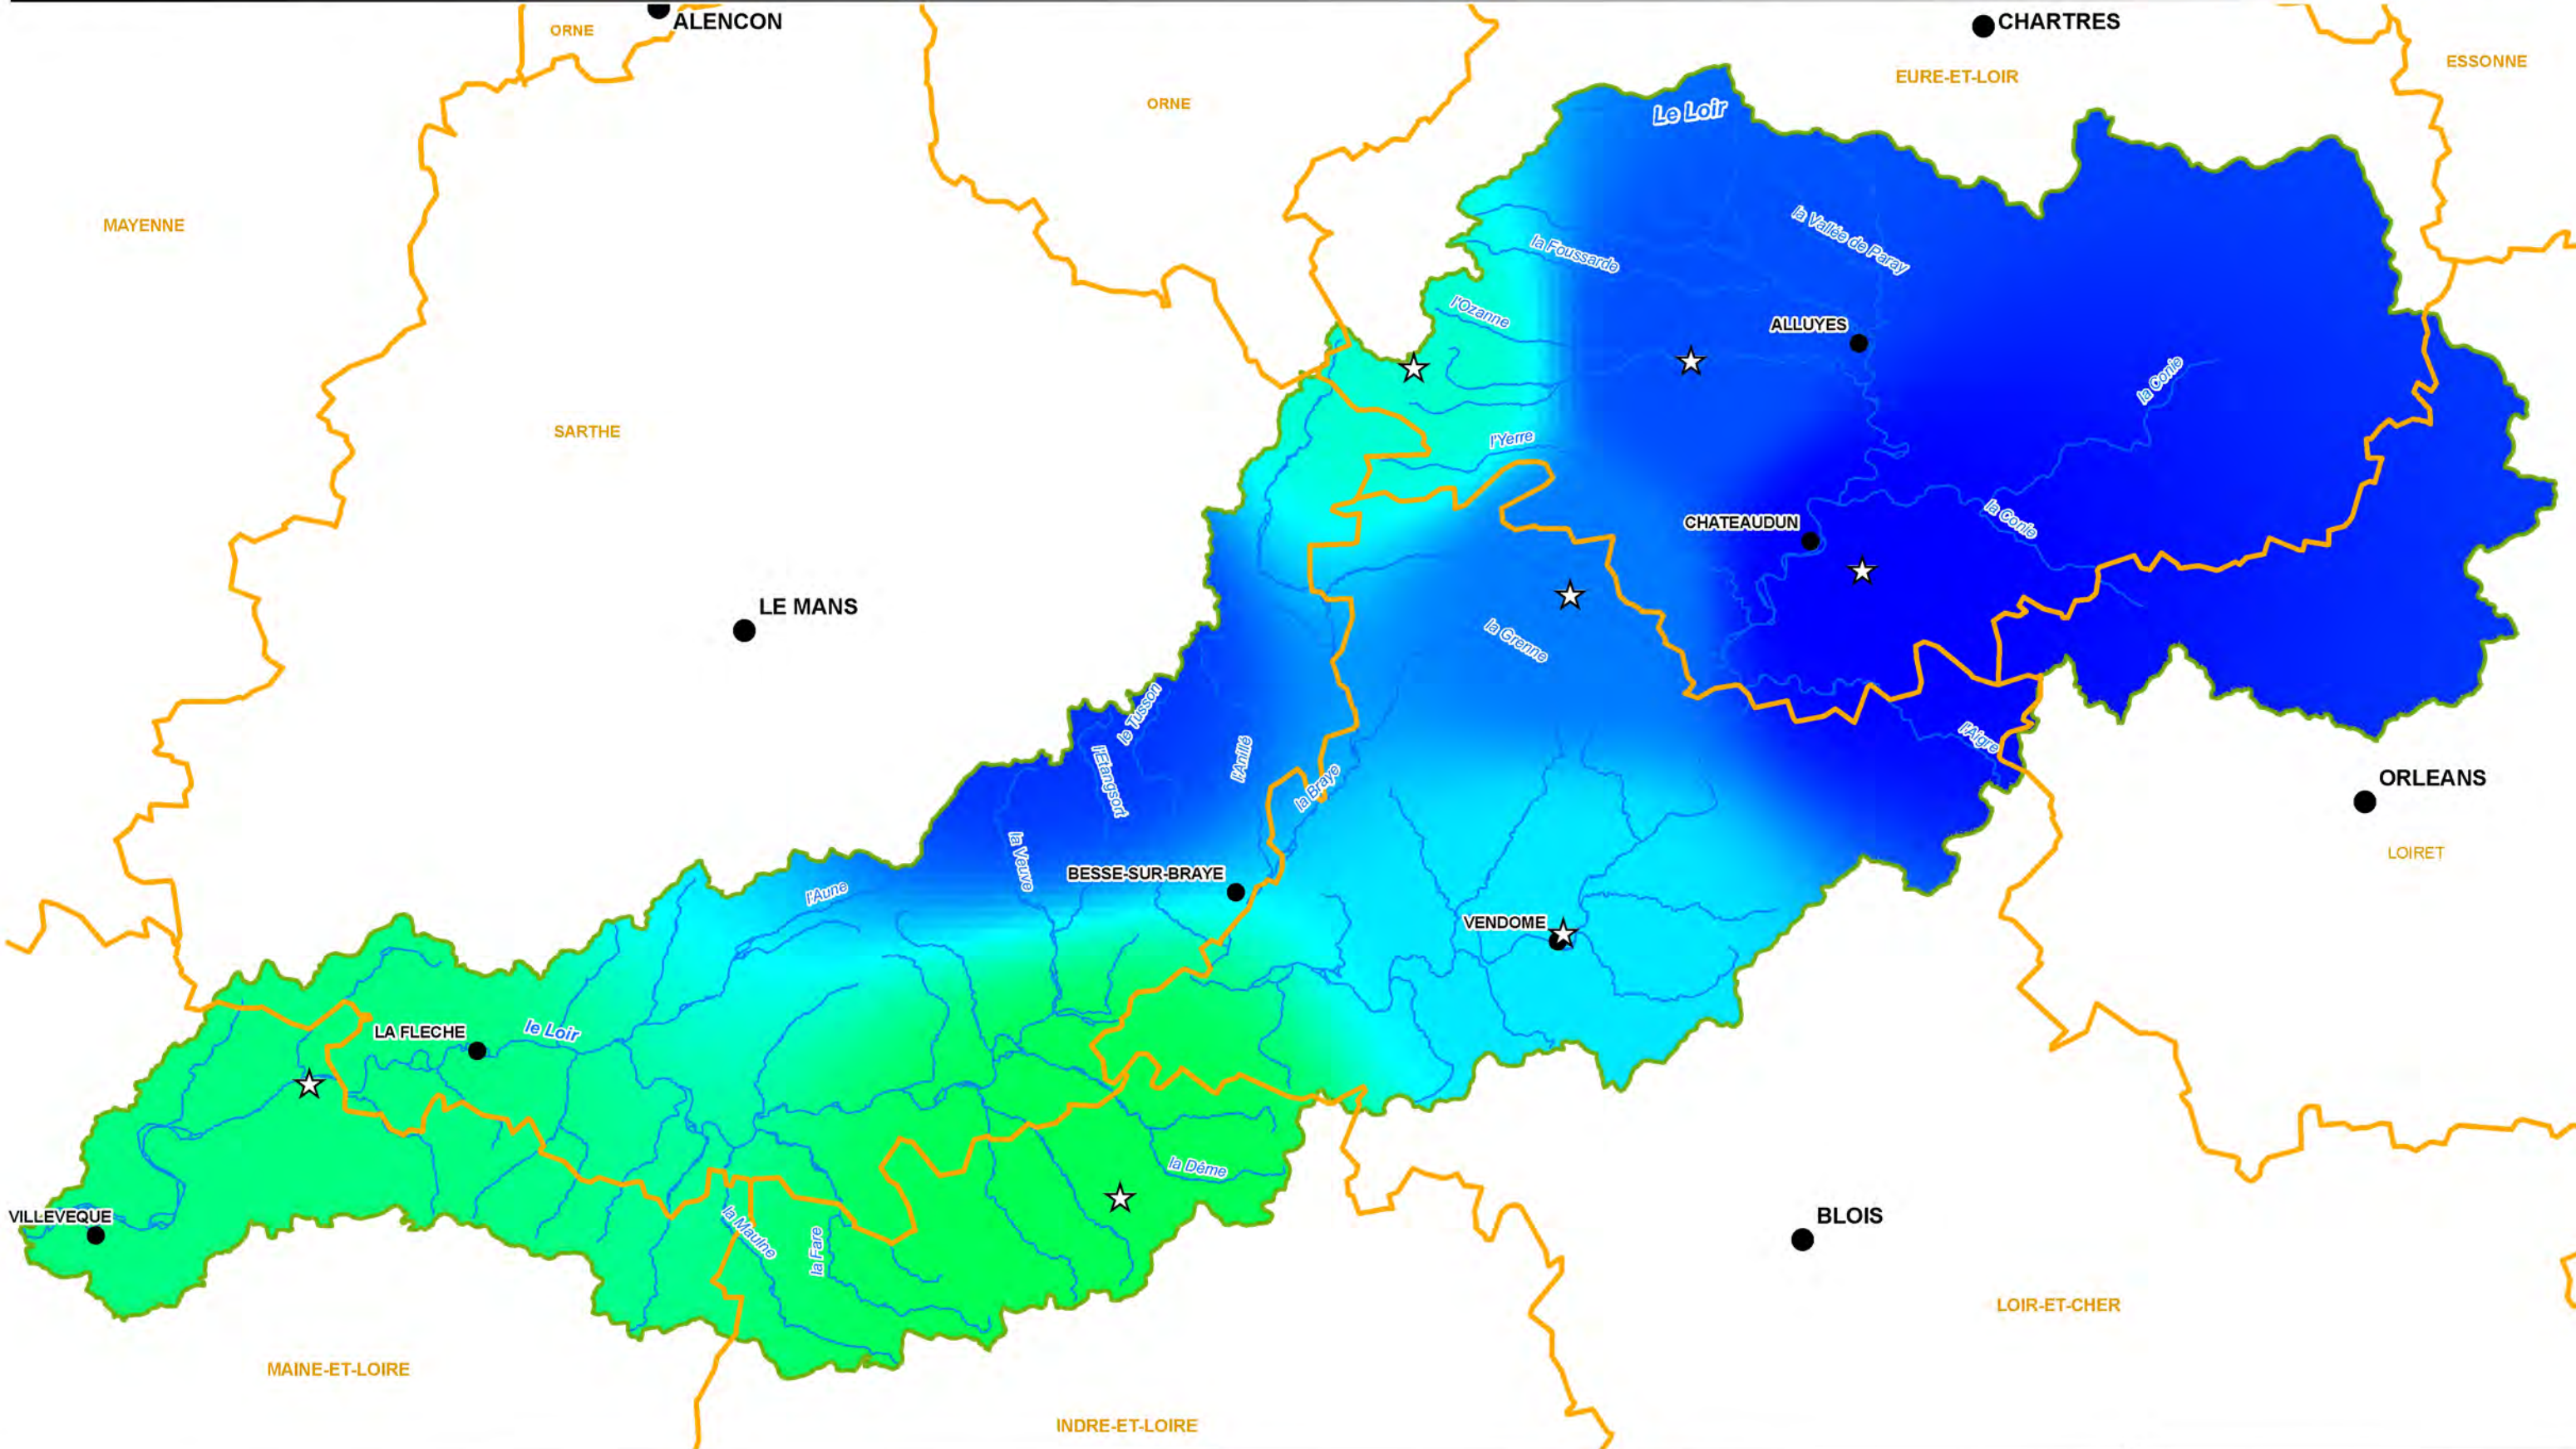 ALENCON
CHARTRES
ORNE
ESSONNE
EURE-ET-LOIR
ORNE
Le Loir
MAYENNE
la Vallée de Paray
la Foussarde
l'Ozanne
ALLUYES
la Conie
SARTHE
l'Yerre
la Conie
CHATEAUDUN
LE MANS
la Grenne
le Tusson
l'Aigre
l'Etangsort
l'Anille
la Braye
ORLEANS
LOIRET
la Veuve
BESSE-SUR-BRAYE
l'Aune
VENDOME
LA FLECHE
le Loir
la Dême
VILLEVEQUE
la Maulne
la Fare
BLOIS
LOIR-ET-CHER
MAINE-ET-LOIRE
INDRE-ET-LOIRE